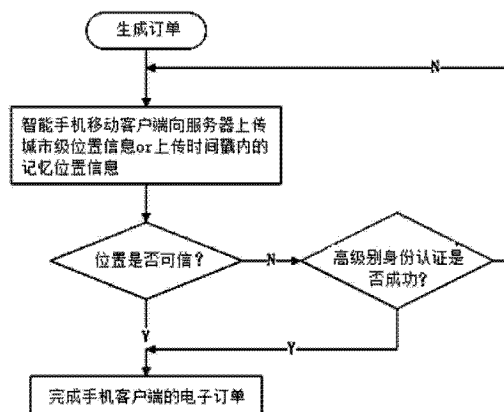 生成订单
N
智能手机移动客户端向服务器上传
城市级位置信息or上传时间戳内的
记忆位置信息
位置是否可信?
N
高级别身份认证是
否成功?
Y
Y
完成手机客户端的电子订单